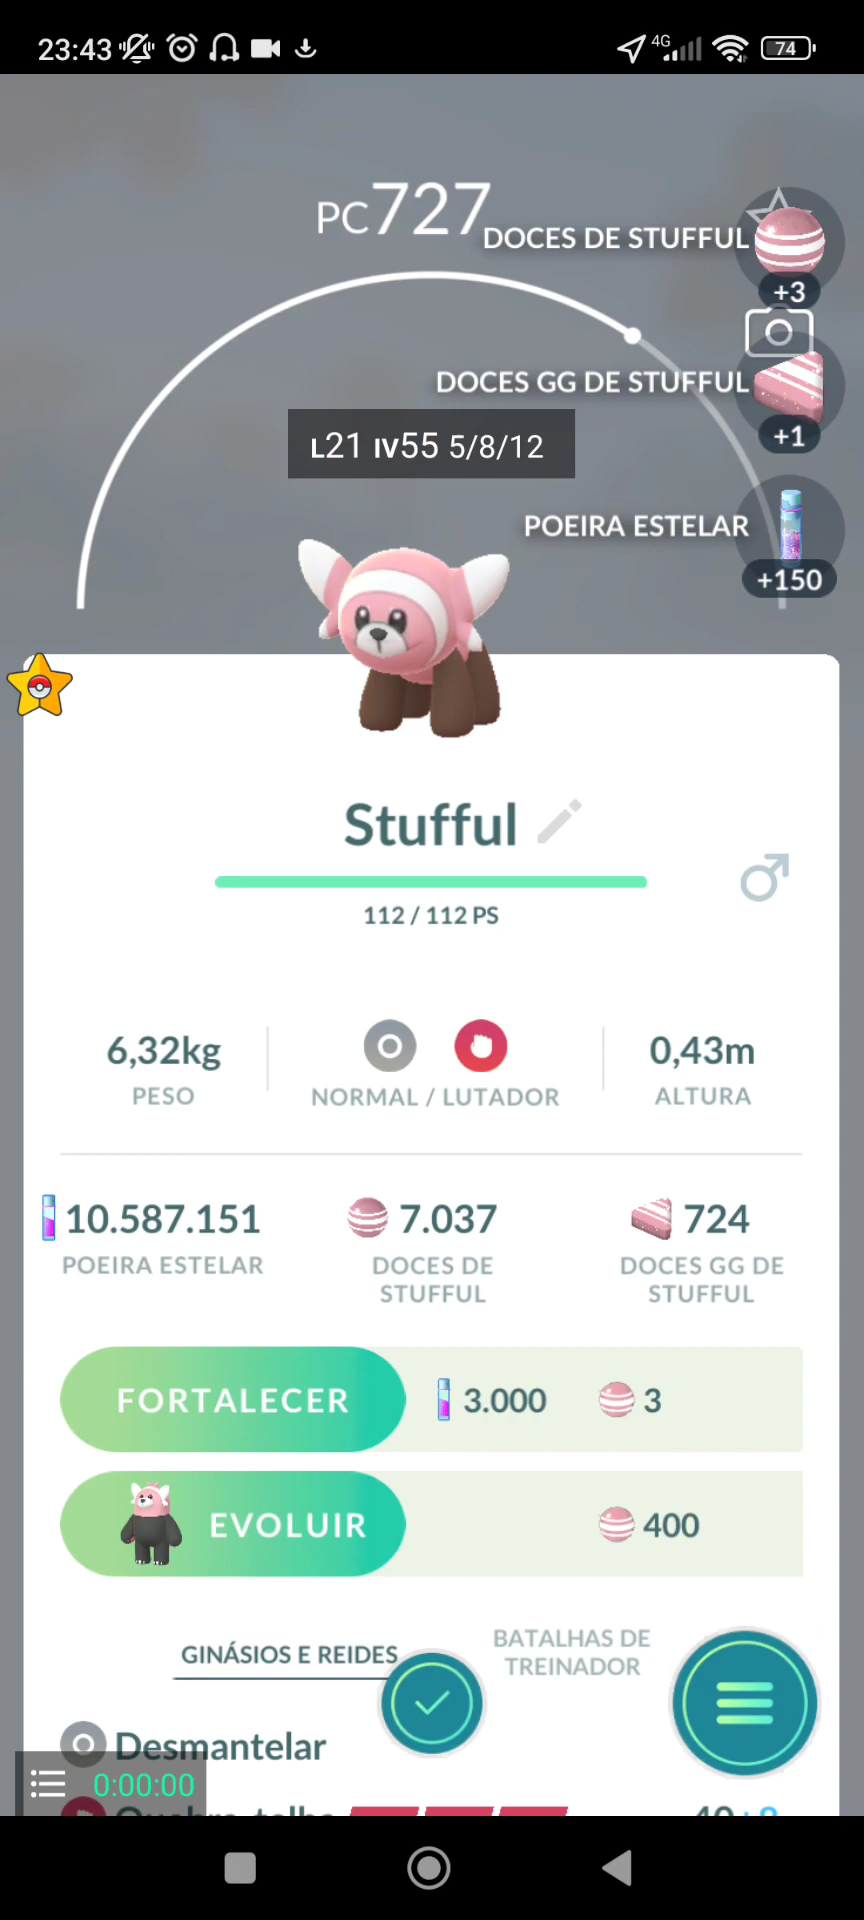 23:43
4G
74
PC727
DOCES DE STUFFUL
+3
DOCES GG DE STUFFUL
+1
L21 IV55 5/8/12
POEIRA ESTELAR
+150
Stufful
112 / 112 PS
6,32kg
PESO
NORMAL / LUTADOR
0,43m
ALTURA
10.587.151
POEIRA ESTELAR
7.037
DOCES DE
STUFFUL
724
DOCES GG DE
STUFFUL
FORTALECER
3.000
3
EVOLUIR
400
GINÁSIOS E REIDES
BATALHAS DE
TREINADOR
Desmantelar
0:00:00